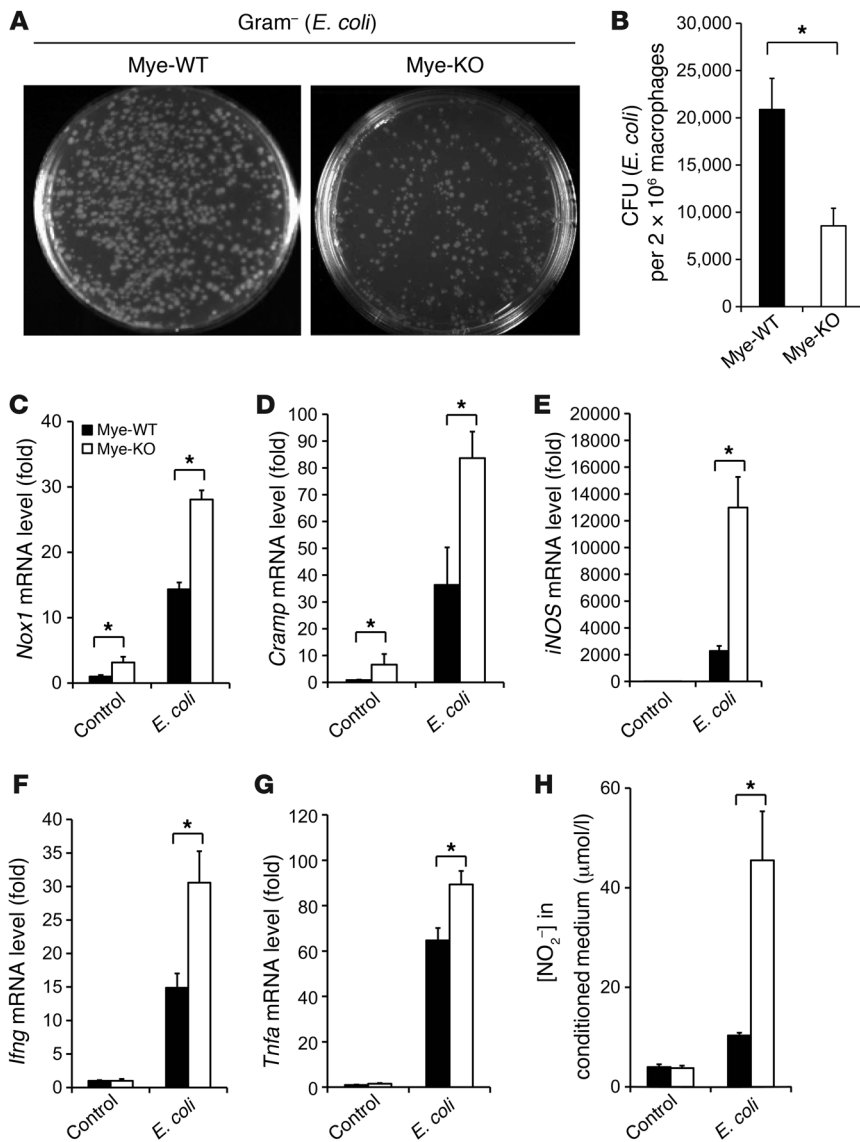 A
Gram⁻ (E. coli)
Mye-WT
Mye-KO
B
*
30,000
25,000
20,000
15,000
10,000
5,000
0
CFU (E. coli)
per 2 × 10⁶ macrophages
Mye-WT
Mye-KO
C
Mye-WT
Mye-KO
*
*
40
30
20
10
0
Nox1 mRNA level (fold)
Control
E. coli
D
*
*
100
90
80
70
60
50
40
30
20
10
0
Cramp mRNA level (fold)
Control
E. coli
E
*
20000
18000
16000
14000
12000
10000
8000
6000
4000
2000
0
iNOS mRNA level (fold)
Control
E. coli
F
*
40
35
30
25
20
15
10
5
0
Ifng mRNA level (fold)
Control
E. coli
G
*
120
100
80
60
40
20
0
Tnfa mRNA level (fold)
Control
E. coli
H
*
60
40
20
0
[NO₂⁻] in
conditioned medium (μmol/l)
Control
E. coli